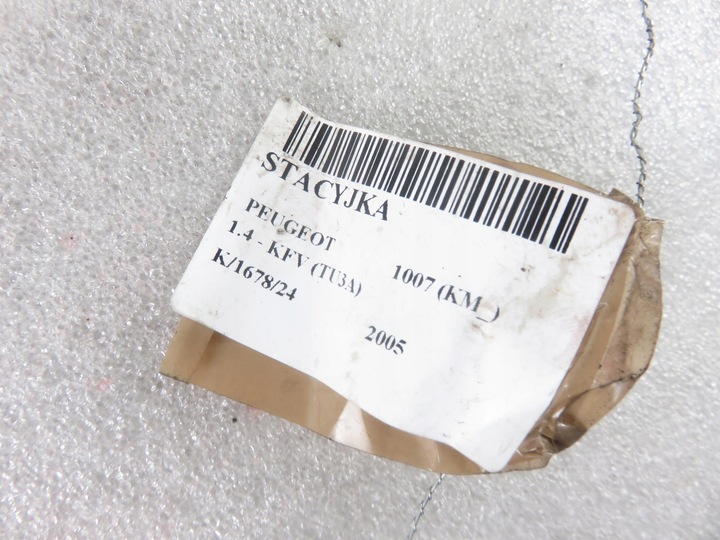 STACYJKA
PEUGEOT 1007 (KM_)
1.4 - KFV (TU3A)
K/1678/24 2005